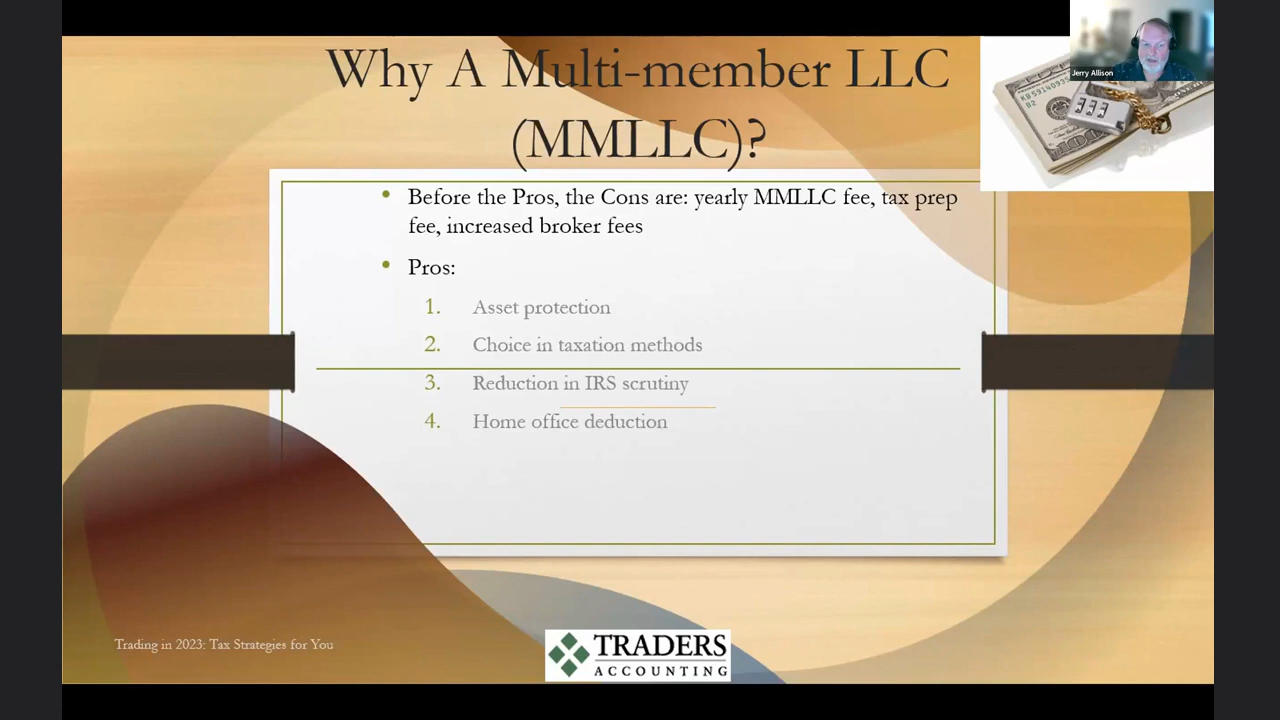 Why A Multi-member LLC
(MMLLC)?
Jerry Allison
• Before the Pros, the Cons are: yearly MMLLC fee, tax prep
fee, increased broker fees
• Pros:
1. Asset protection
2. Choice in taxation methods
3. Reduction in IRS scrutiny
4. Home office deduction
Trading in 2023: Tax Strategies for You
TRADERS
ACCOUNTING